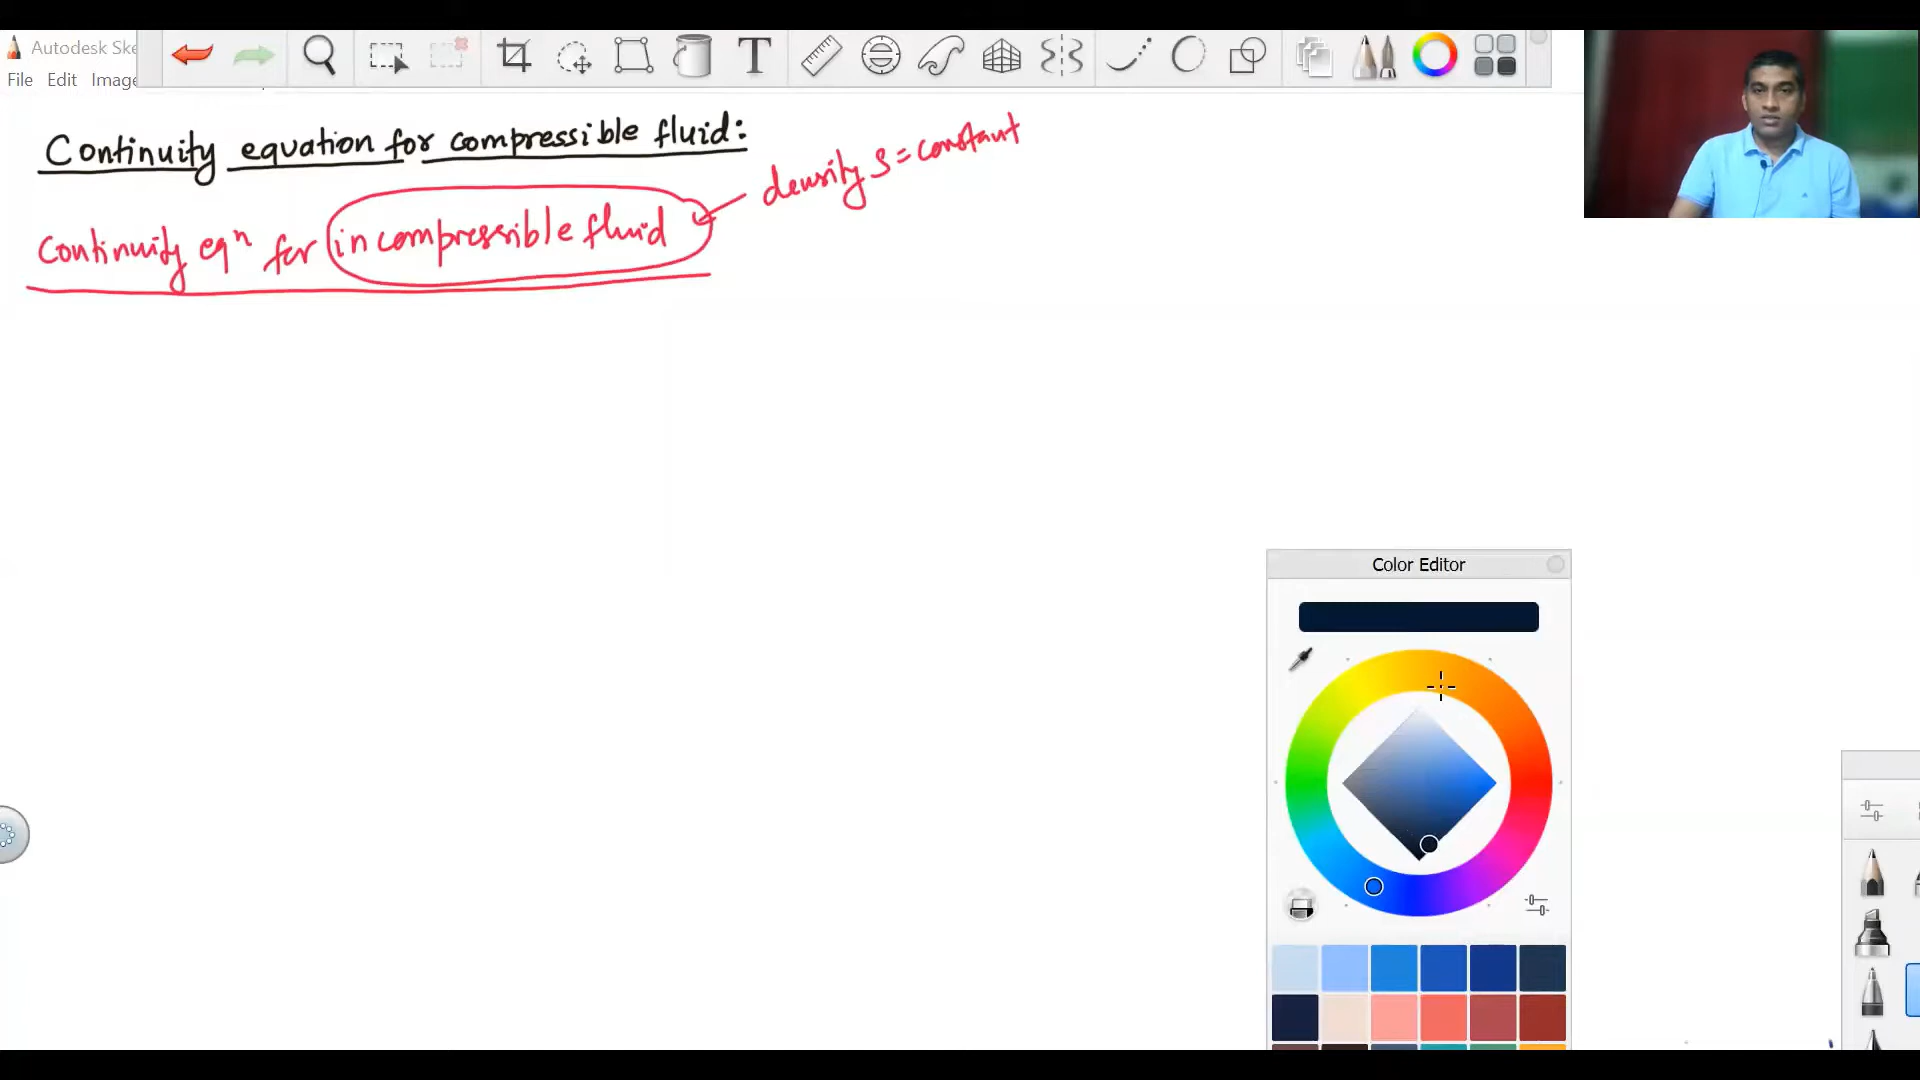 Autodesk Ske
File Edit Image
T
Continuity equation for compressible fluid:
density ρ = constant
Continuity eqⁿ for incompressible fluid
Color Editor